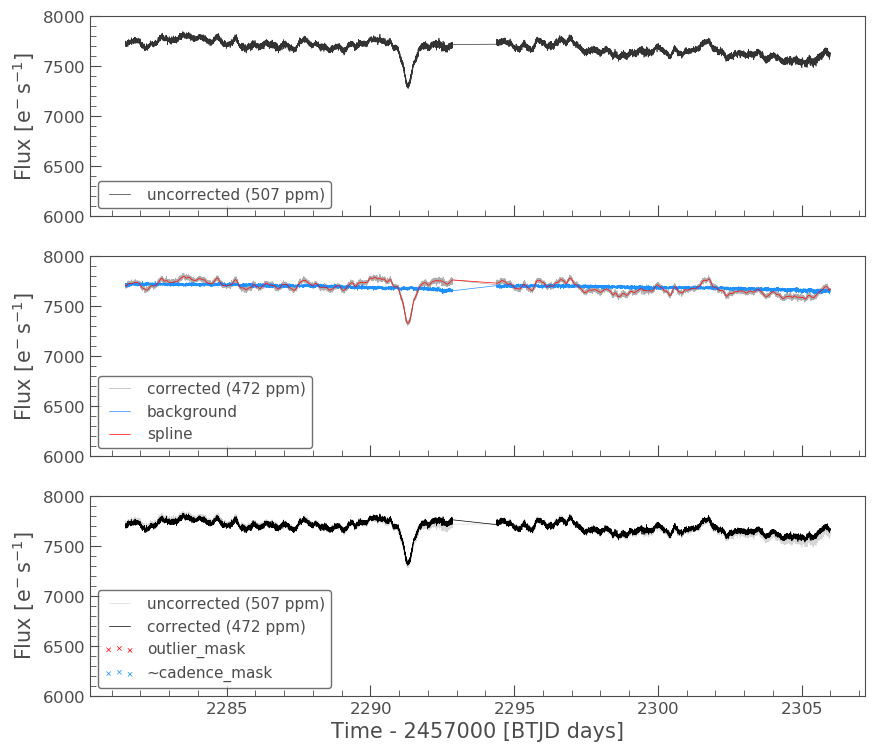 8000
7500
7000
6500
6000
Flux [e⁻ s⁻¹]
uncorrected (507 ppm)
8000
7500
7000
6500
6000
Flux [e⁻ s⁻¹]
corrected (472 ppm)
background
spline
8000
7500
7000
6500
6000
Flux [e⁻ s⁻¹]
uncorrected (507 ppm)
corrected (472 ppm)
outlier_mask
~cadence_mask
2285 2290 2295 2300 2305
Time - 2457000 [BTJD days]